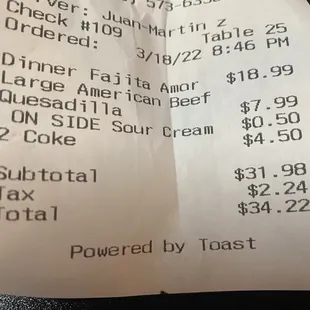 rver: Juan-Martin z
Check #109
Table 25
Ordered: 3/18/22 8:46 PM
Dinner Fajita Amor $18.99
Large American Beef
Quesadilla $7.99
ON SIDE Sour Cream $0.50
2 Coke $4.50
Subtotal $31.98
Tax $2.24
Total $34.22
Powered by Toast